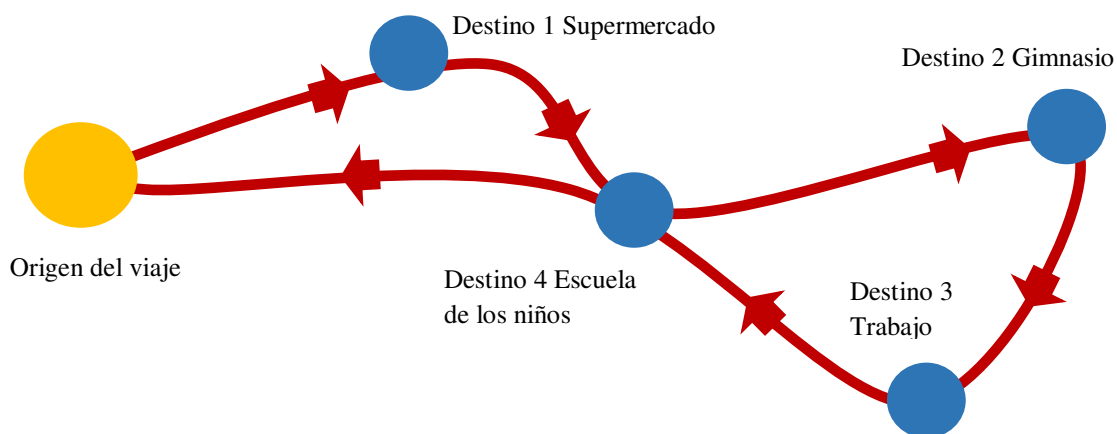 Destino 1 Supermercado
Destino 2 Gimnasio
Origen del viaje
Destino 4 Escuela
de los niños
Destino 3
Trabajo